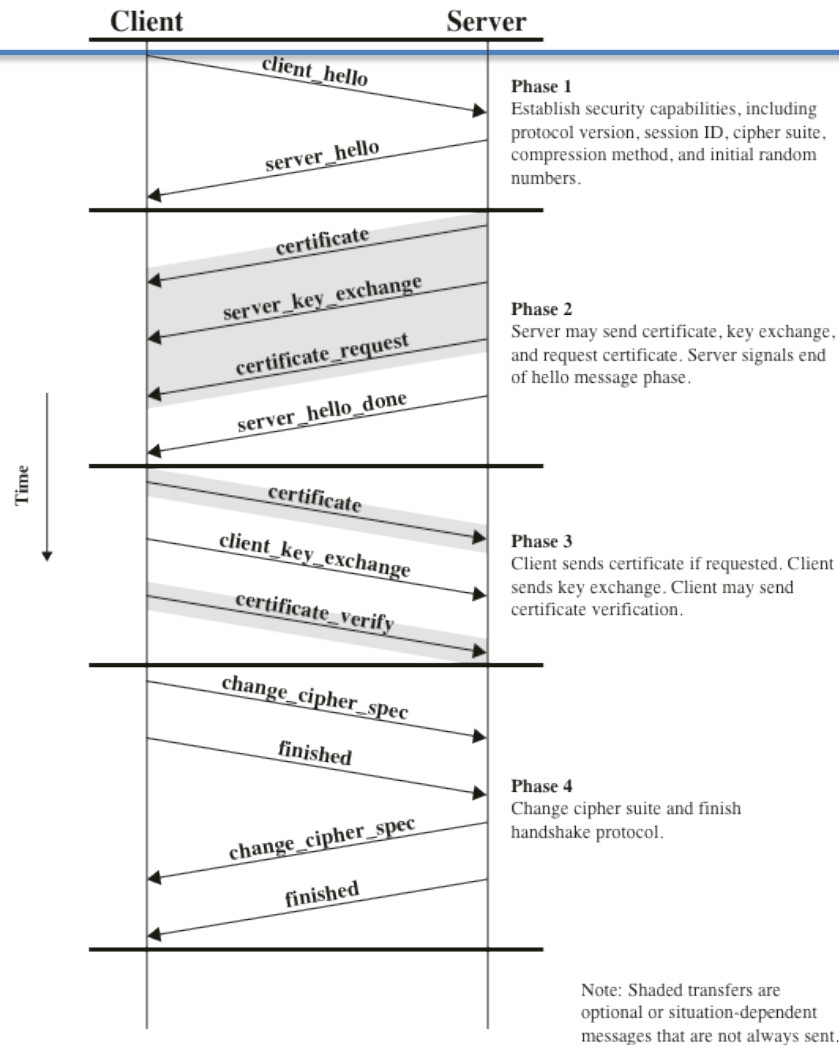 Client
Server
client_hello
server_hello
Phase 1
Establish security capabilities, including
protocol version, session ID, cipher suite,
compression method, and initial random
numbers.
certificate
server_key_exchange
certificate_request
server_hello_done
Phase 2
Server may send certificate, key exchange,
and request certificate. Server signals end
of hello message phase.
Time
certificate
client_key_exchange
certificate_verify
Phase 3
Client sends certificate if requested. Client
sends key exchange. Client may send
certificate verification.
change_cipher_spec
finished
change_cipher_spec
finished
Phase 4
Change cipher suite and finish
handshake protocol.
Note: Shaded transfers are
optional or situation-dependent
messages that are not always sent.